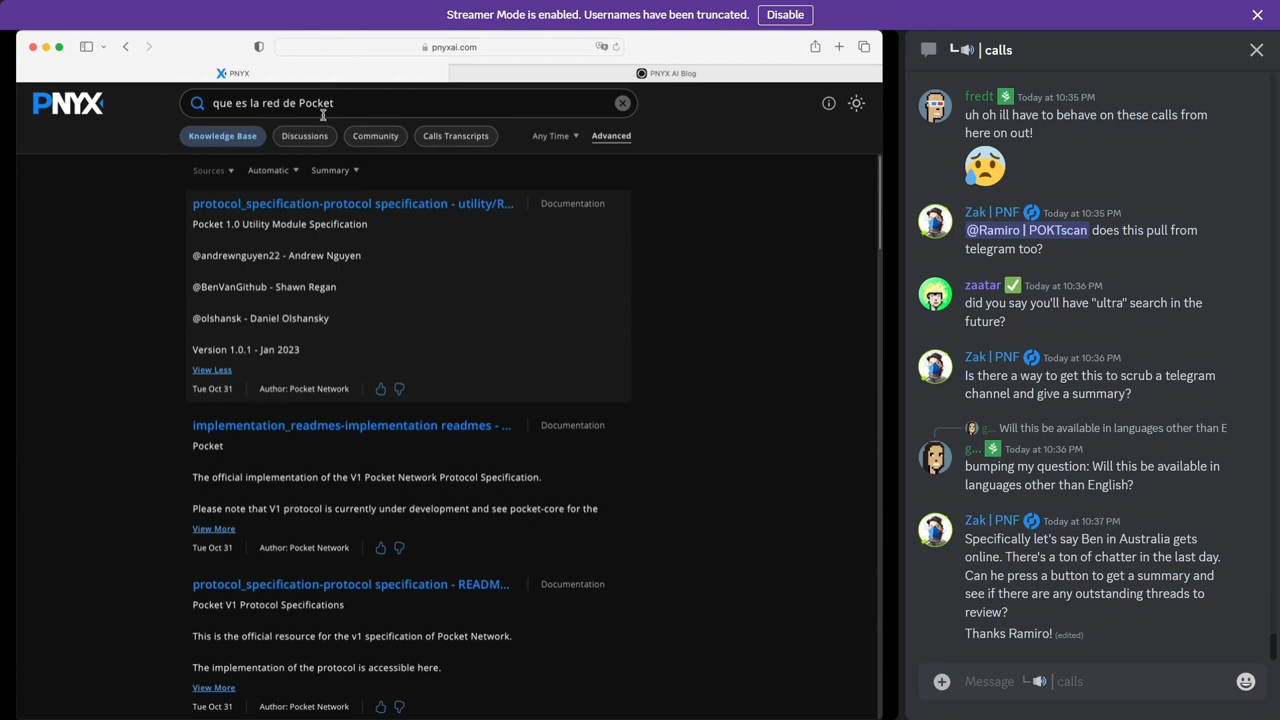 Streamer Mode is enabled. Usernames have been truncated. Disable
pnyxai.com
PNYX
PNYX AI Blog
PNYX
que es la red de Pocket
Knowledge Base
Discussions
Community
Calls Transcripts
Any Time
Advanced
Sources
Automatic
Summary
protocol_specification-protocol specification - utility/R...
Documentation
Pocket 1.0 Utility Module Specification
@andrewnguyen22 - Andrew Nguyen
@BenVanGithub - Shawn Regan
@olshansk - Daniel Olshansky
Version 1.0.1 - Jan 2023
View Less
Tue Oct 31
Author: Pocket Network
implementation_readmes-implementation readmes - ...
Documentation
Pocket
The official implementation of the V1 Pocket Network Protocol Specification.
Please note that V1 protocol is currently under development and see pocket-core for the
View More
Tue Oct 31
Author: Pocket Network
protocol_specification-protocol specification - READM...
Documentation
Pocket V1 Protocol Specifications
This is the official resource for the v1 specification of Pocket Network.
The implementation of the protocol is accessible here.
View More
Tue Oct 31
Author: Pocket Network
calls
fredt Today at 10:35 PM
uh oh ill have to behave on these calls from
here on out!
Zak | PNF Today at 10:35 PM
@Ramiro | POKTscan does this pull from
telegram too?
zaatar Today at 10:36 PM
did you say you'll have "ultra" search in the
future?
Zak | PNF Today at 10:36 PM
Is there a way to get this to scrub a telegram
channel and give a summary?
g... Will this be available in languages other than E
g... Today at 10:36 PM
bumping my question: Will this be available in
languages other than English?
Zak | PNF Today at 10:37 PM
Specifically let's say Ben in Australia gets
online. There's a ton of chatter in the last day.
Can he press a button to get a summary and
see if there are any outstanding threads to
review?
Thanks Ramiro! (edited)
Message calls